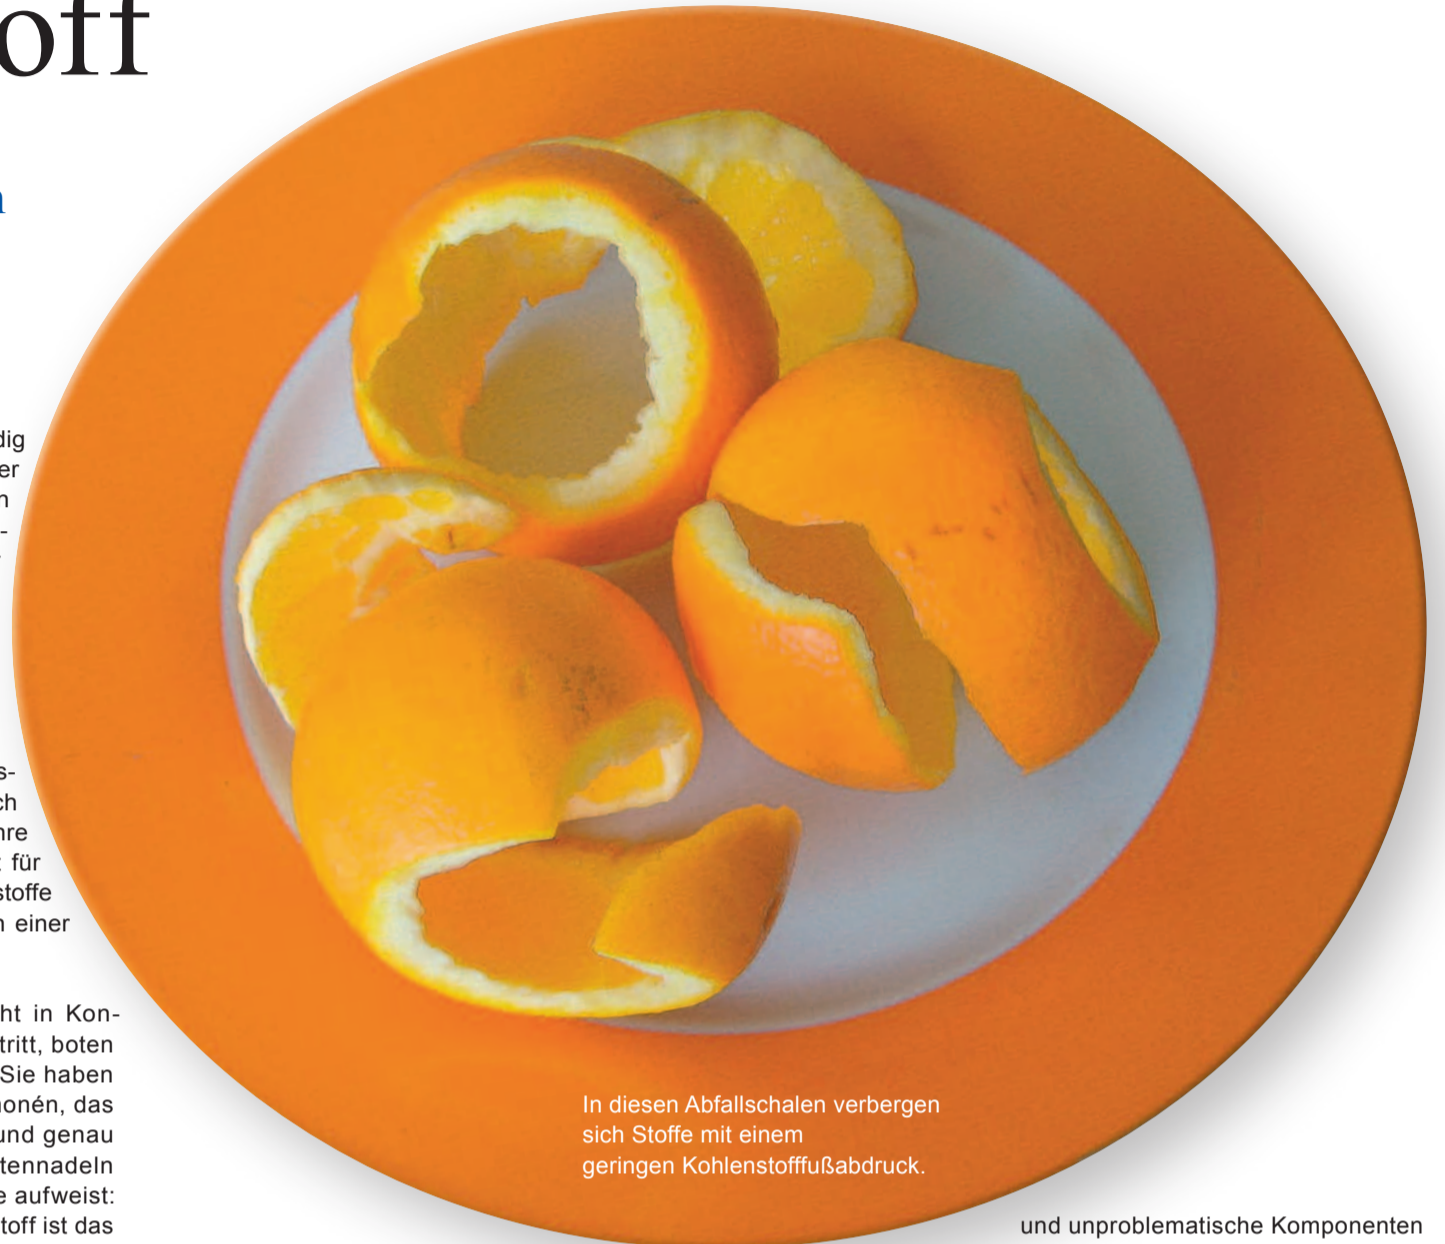 off
n
dig
er
n
-
s-
ch
hre
für
stoffe
n einer
ht in Kon-
tritt, boten
Sie haben
onén, das
und genau
tennadeln
e aufweist:
toff ist das
In diesen Abfallschalen verbergen
sich Stoffe mit einem
geringen Kohlenstofffußabdruck.
und unproblematische Komponenten